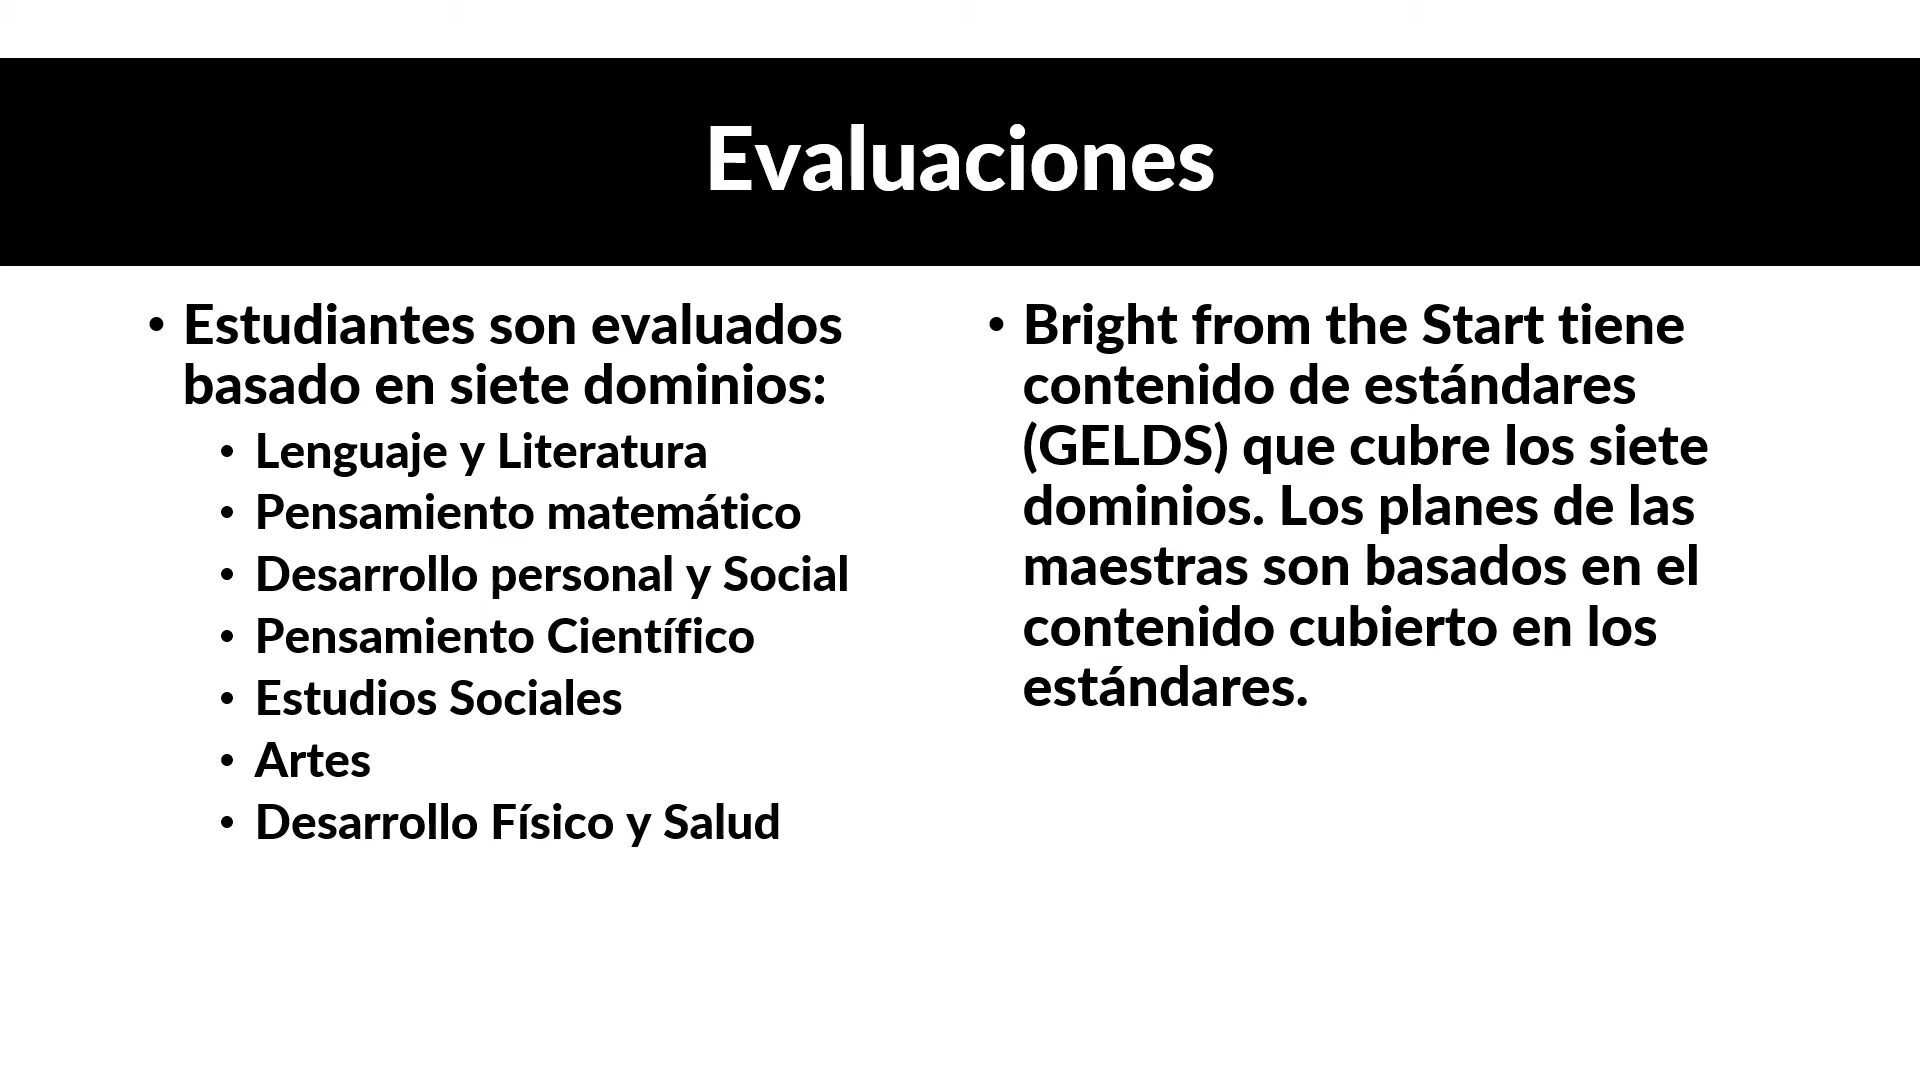 Evaluaciones
• Estudiantes son evaluados
basado en siete dominios:
• Lenguaje y Literatura
• Pensamiento matemático
• Desarrollo personal y Social
• Pensamiento Científico
• Estudios Sociales
• Artes
• Desarrollo Físico y Salud
• Bright from the Start tiene
contenido de estándares
(GELDS) que cubre los siete
dominios. Los planes de las
maestras son basados en el
contenido cubierto en los
estándares.